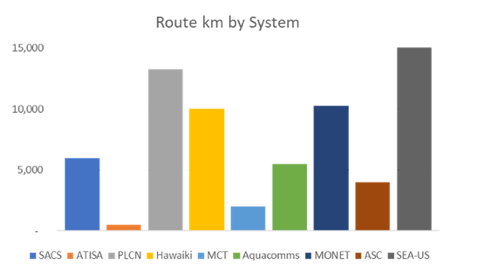 Route km by System
15,000
10,000
5,000
-
SACS ATISA PLCN Hawaiki MCT Aquacomms MONET ASC SEA-US